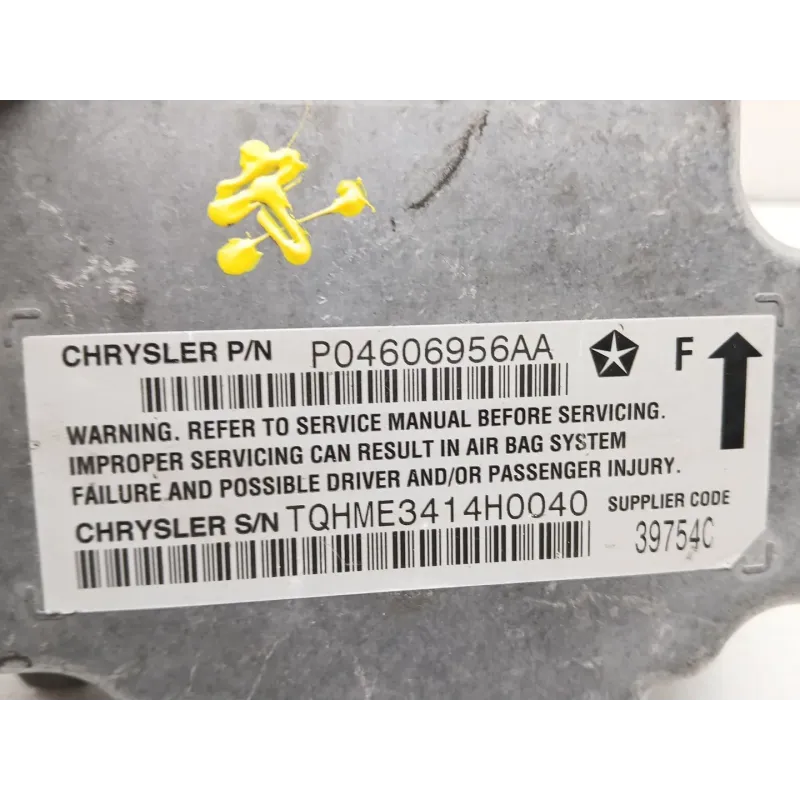 CHRYSLER P/N P04606956AA F
WARNING. REFER TO SERVICE MANUAL BEFORE SERVICING.
IMPROPER SERVICING CAN RESULT IN AIR BAG SYSTEM
FAILURE AND POSSIBLE DRIVER AND/OR PASSENGER INJURY.
CHRYSLER S/N TQHME3414H0040 SUPPLIER CODE
39754C